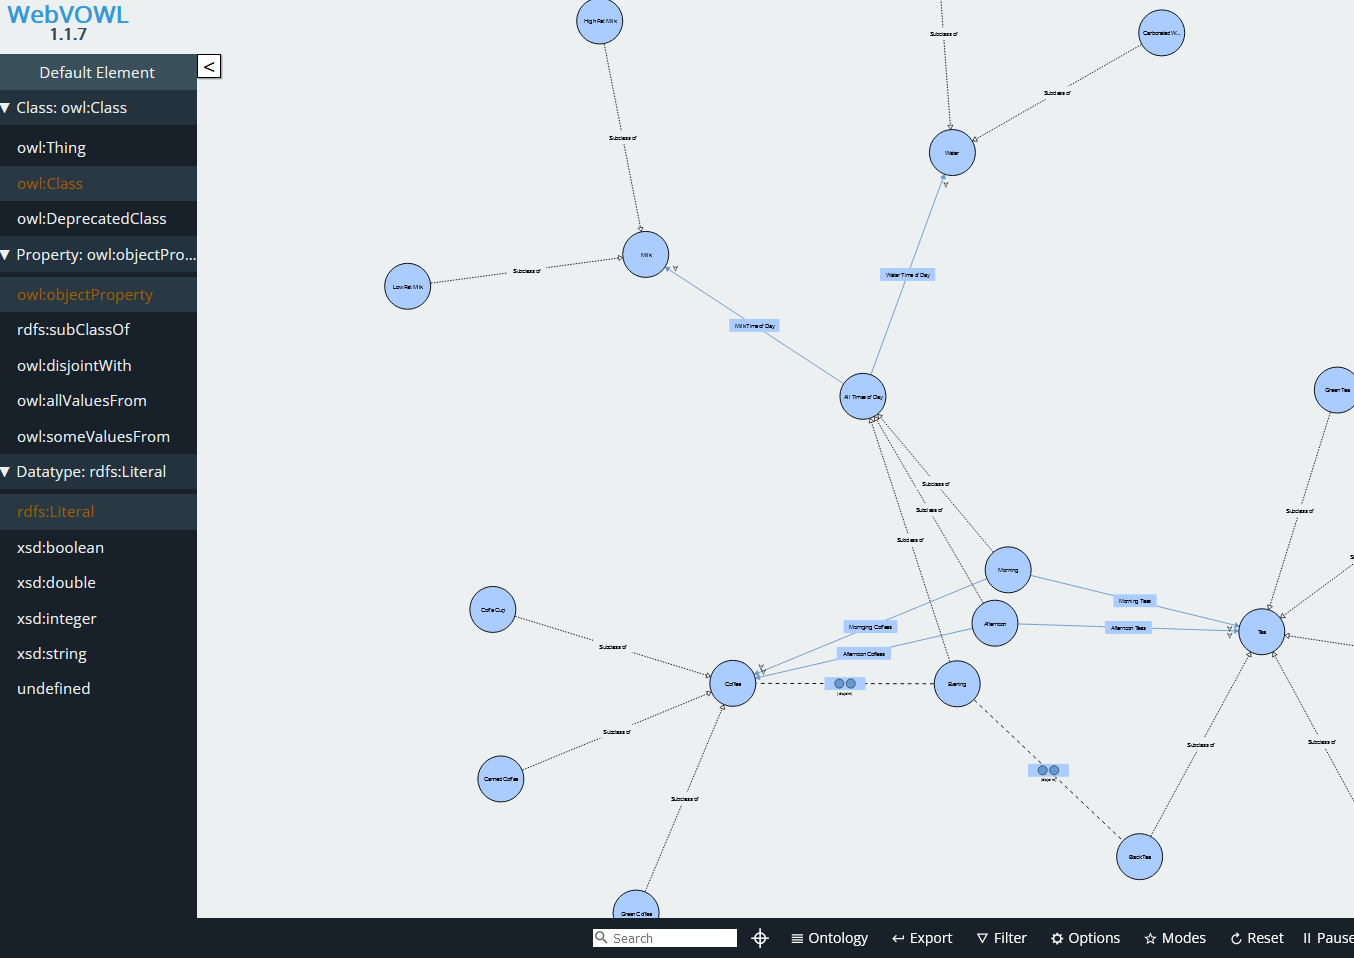 WebVOWL
1.1.7
<
Default Element
▼ Class: owl:Class
owl:Thing
owl:Class
owl:DeprecatedClass
▼ Property: owl:objectPro...
owl:objectProperty
rdfs:subClassOf
owl:disjointWith
owl:allValuesFrom
owl:someValuesFrom
▼ Datatype: rdfs:Literal
rdfs:Literal
xsd:boolean
xsd:double
xsd:integer
xsd:string
undefined
High Fat Milk
Subclass of
Carbonated W...
Subclass of
Subclass of
Water
Milk
Subclass of
Low Fat Milk
Water Time of Day
Milk Time of Day
All Times of Day
Green Tea
Subclass of
Subclass of
Subclass of
Subclass of
Morning
Morning Teas
Coffe Cup
Afternoon
Mornging Coffees
Afternoon Teas
Tea
Subclass of
Afternoon Coffees
Coffee
Evening
(disjoint)
Subclass of
Subclass of
Subclass of
Canned Coffee
(disjoint)
Subclass of
Black Tea
Green Coffee
Search
Ontology
Export
Filter
Options
Modes
Reset
Pause